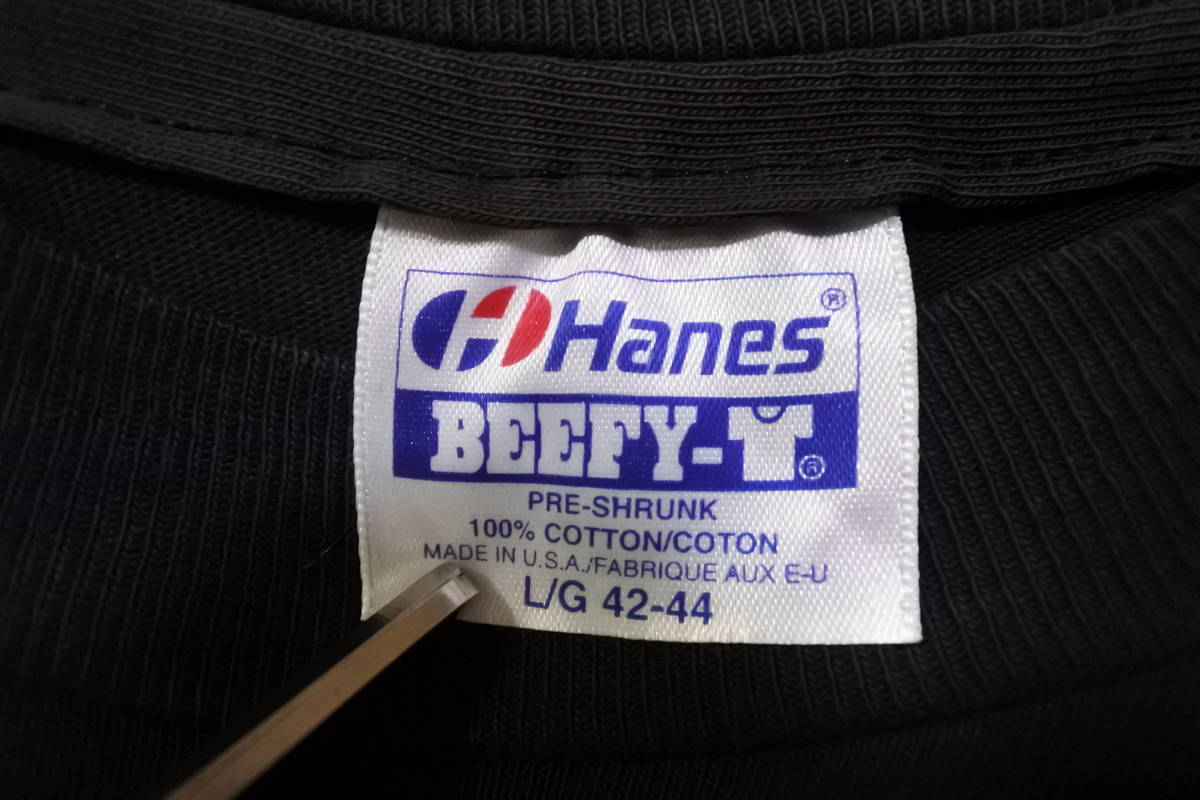 Hanes®
BEEFY-T®
PRE-SHRUNK
100% COTTON/COTON
MADE IN U.S.A./FABRIQUE AUX E-U
L/G 42-44